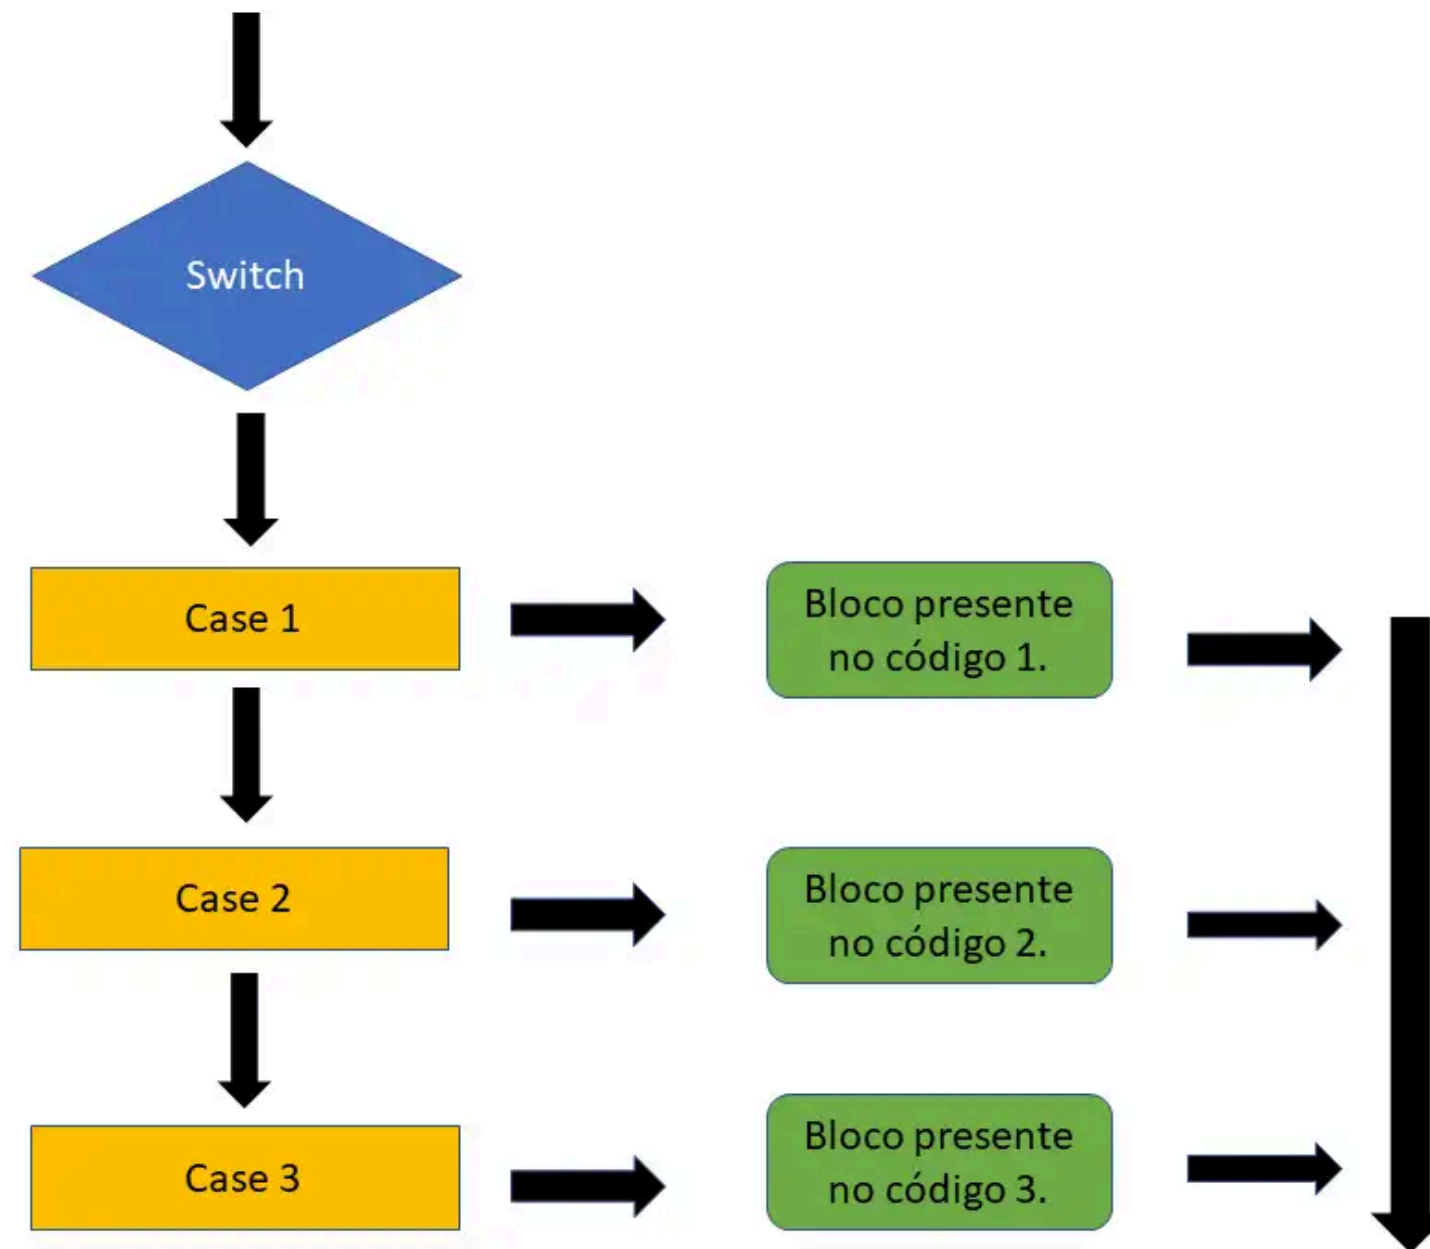 Switch
Case 1
Bloco presente
no código 1.
Case 2
Bloco presente
no código 2.
Case 3
Bloco presente
no código 3.